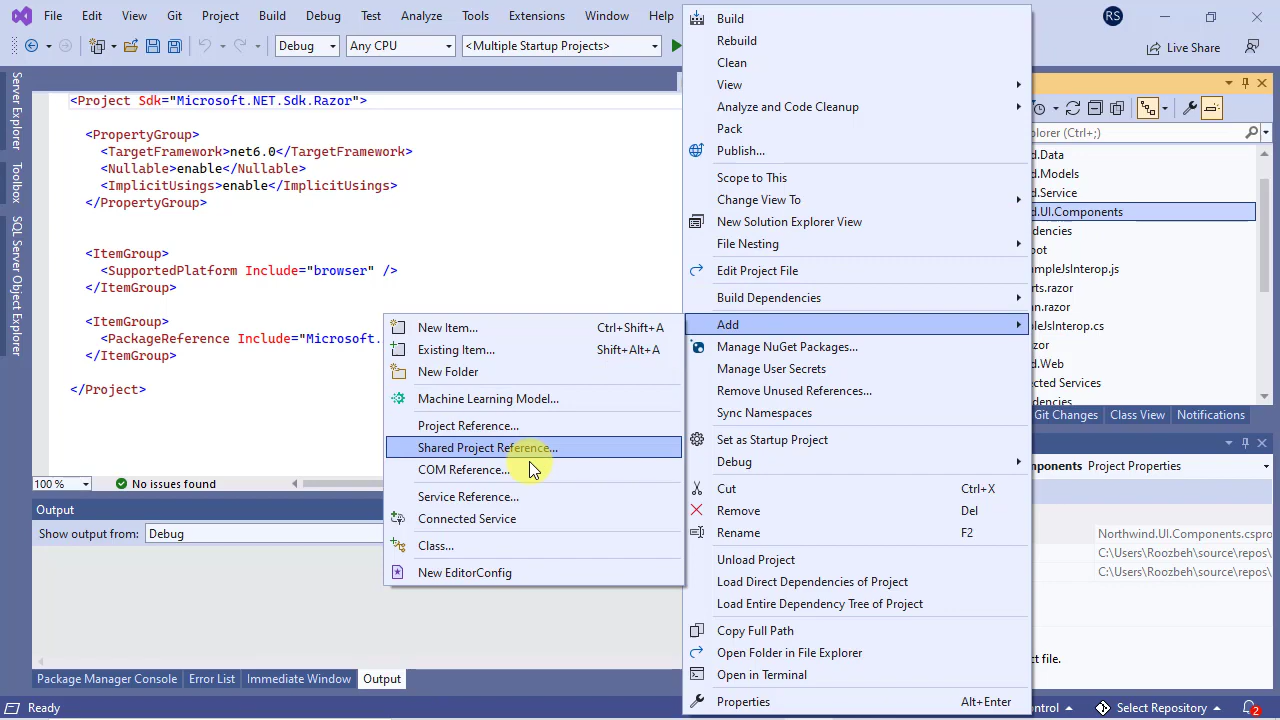 File Edit View Git Project Build Debug Test Analyze Tools Extensions Window Help
RS
Debug Any CPU <Multiple Startup Projects>
Live Share
Server Explorer
Toolbox
SQL Server Object Explorer
<Project Sdk="Microsoft.NET.Sdk.Razor">
<PropertyGroup>
<TargetFramework>net6.0</TargetFramework>
<Nullable>enable</Nullable>
<ImplicitUsings>enable</ImplicitUsings>
</PropertyGroup>
<ItemGroup>
<SupportedPlatform Include="browser" />
</ItemGroup>
<ItemGroup>
<PackageReference Include="Microsoft.
</ItemGroup>
</Project>
100 % No issues found
Output
Show output from: Debug
Package Manager Console Error List Immediate Window Output
Ready
New Item... Ctrl+Shift+A
Existing Item... Shift+Alt+A
New Folder
Machine Learning Model...
Project Reference...
Shared Project Reference...
COM Reference...
Service Reference...
Connected Service
Class...
New EditorConfig
Build
Rebuild
Clean
View
Analyze and Code Cleanup
Pack
Publish...
Scope to This
Change View To
New Solution Explorer View
File Nesting
Edit Project File
Build Dependencies
Add
Manage NuGet Packages...
Manage User Secrets
Remove Unused References...
Sync Namespaces
Set as Startup Project
Debug
Cut Ctrl+X
Remove Del
Rename F2
Unload Project
Load Direct Dependencies of Project
Load Entire Dependency Tree of Project
Copy Full Path
Open Folder in File Explorer
Open in Terminal
Properties Alt+Enter
plorer (Ctrl+;)
d.Data
d.Models
d.Service
d.UI.Components
dencies
ot
mpleJsInterop.js
rts.razor
an.razor
mpleJsInterop.cs
or
d.Web
ected Services
dencies
Git Changes Class View Notifications
ponents Project Properties
Northwind.UI.Components.cspro
C:\Users\Roozbeh\source\repos\
C:\Users\Roozbeh\source\repos\
ct file.
ontrol Select Repository 2